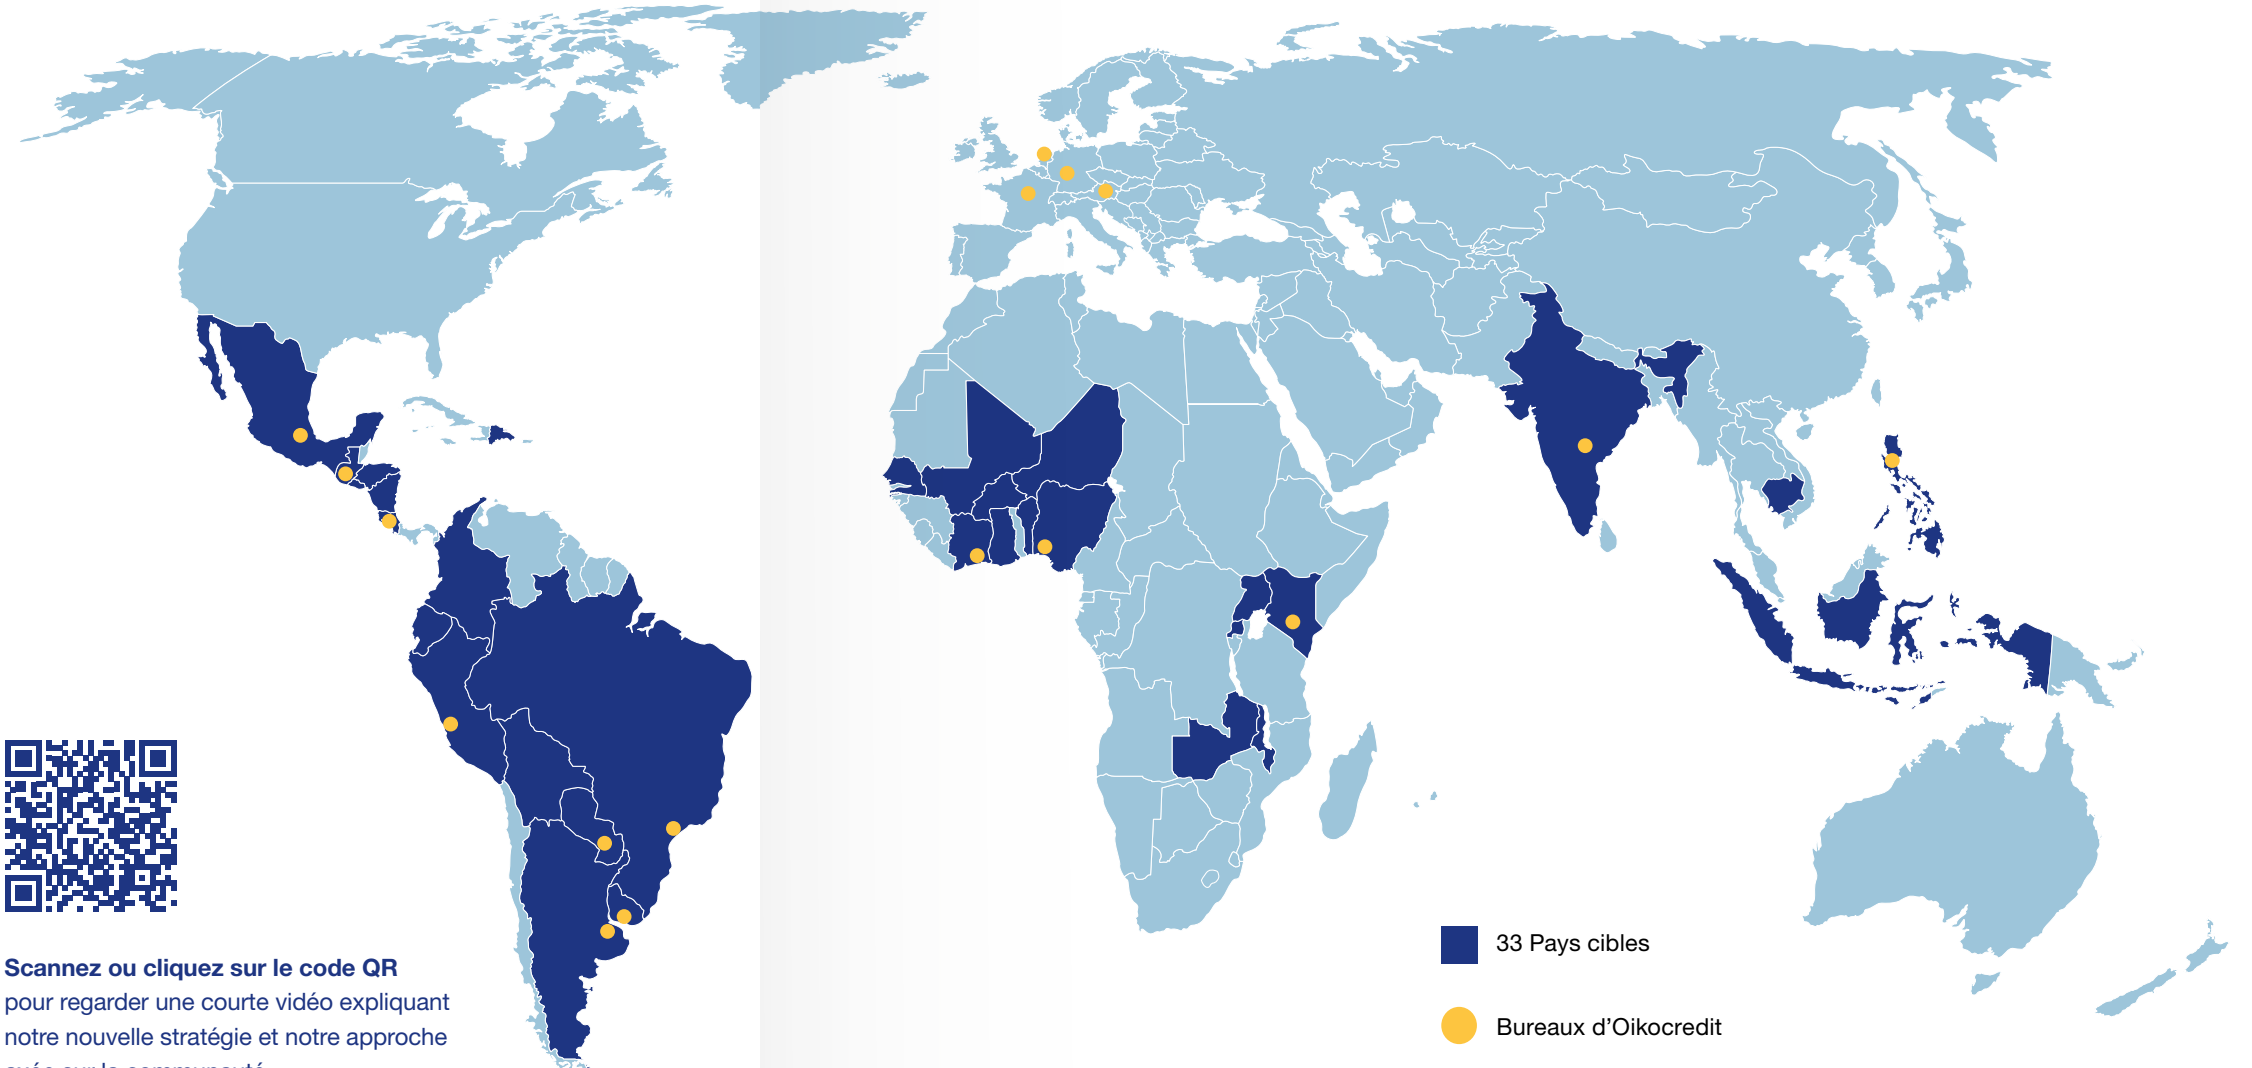 Scannez ou cliquez sur le code QR
pour regarder une courte vidéo expliquant
notre nouvelle stratégie et notre approche
33 Pays cibles
Bureaux d'Oikocredit